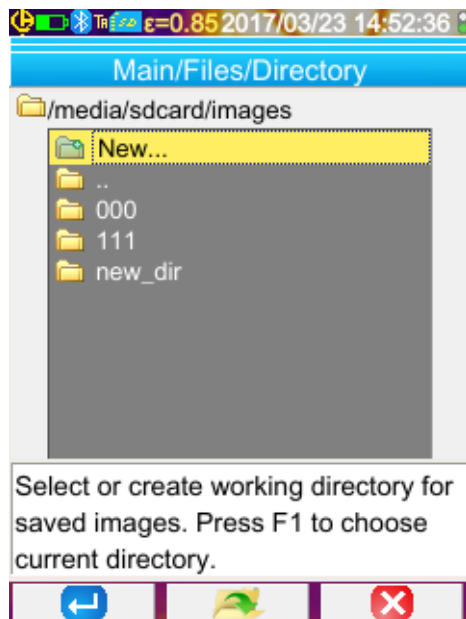 ε=0.85 2017/03/23 14:52:36
Main/Files/Directory
/media/sdcard/images
New...
..
000
111
new_dir
Select or create working directory for
saved images. Press F1 to choose
current directory.